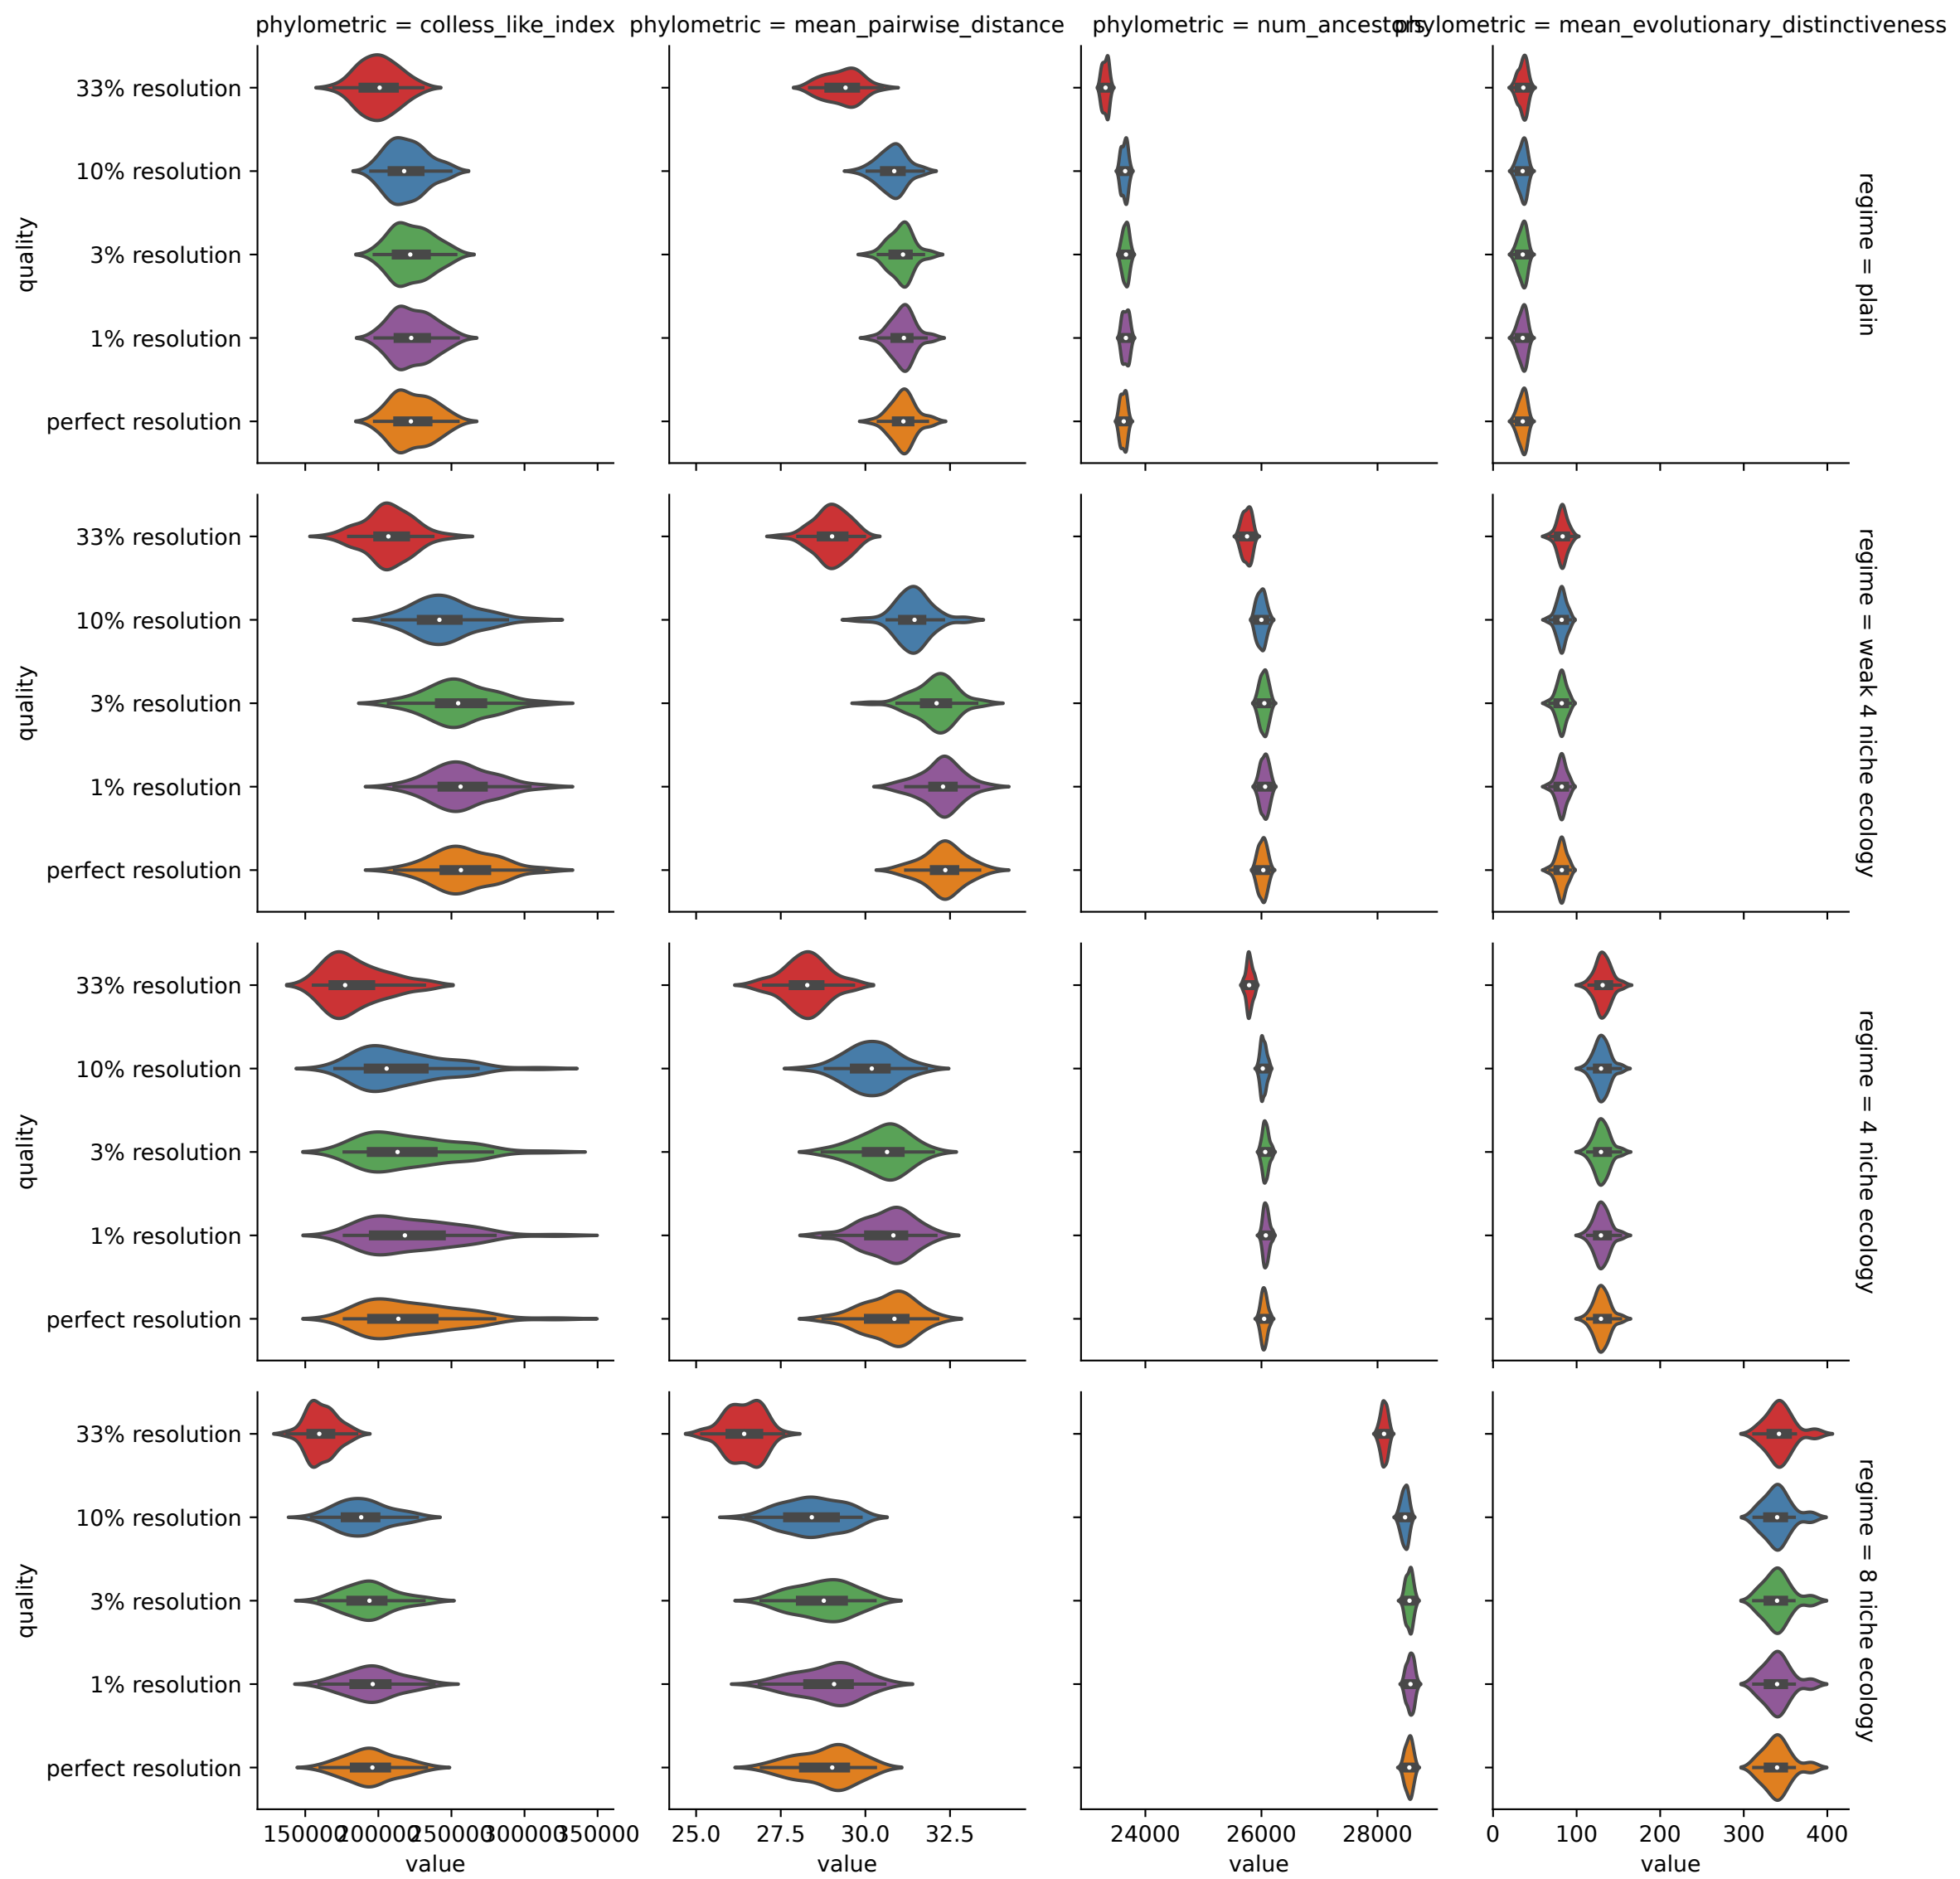 phylometric = colless_like_index
phylometric = mean_pairwise_distance
phylometric = num_ancestors
phylometric = mean_evolutionary_distinctiveness
quality
33% resolution
10% resolution
3% resolution
1% resolution
perfect resolution
regime = plain
quality
33% resolution
10% resolution
3% resolution
1% resolution
perfect resolution
regime = weak 4 niche ecology
quality
33% resolution
10% resolution
3% resolution
1% resolution
perfect resolution
regime = 4 niche ecology
quality
33% resolution
10% resolution
3% resolution
1% resolution
perfect resolution
regime = 8 niche ecology
150000 200000 250000 300000 350000
value
25.0 27.5 30.0 32.5
value
24000 26000 28000
value
0 100 200 300 400
value